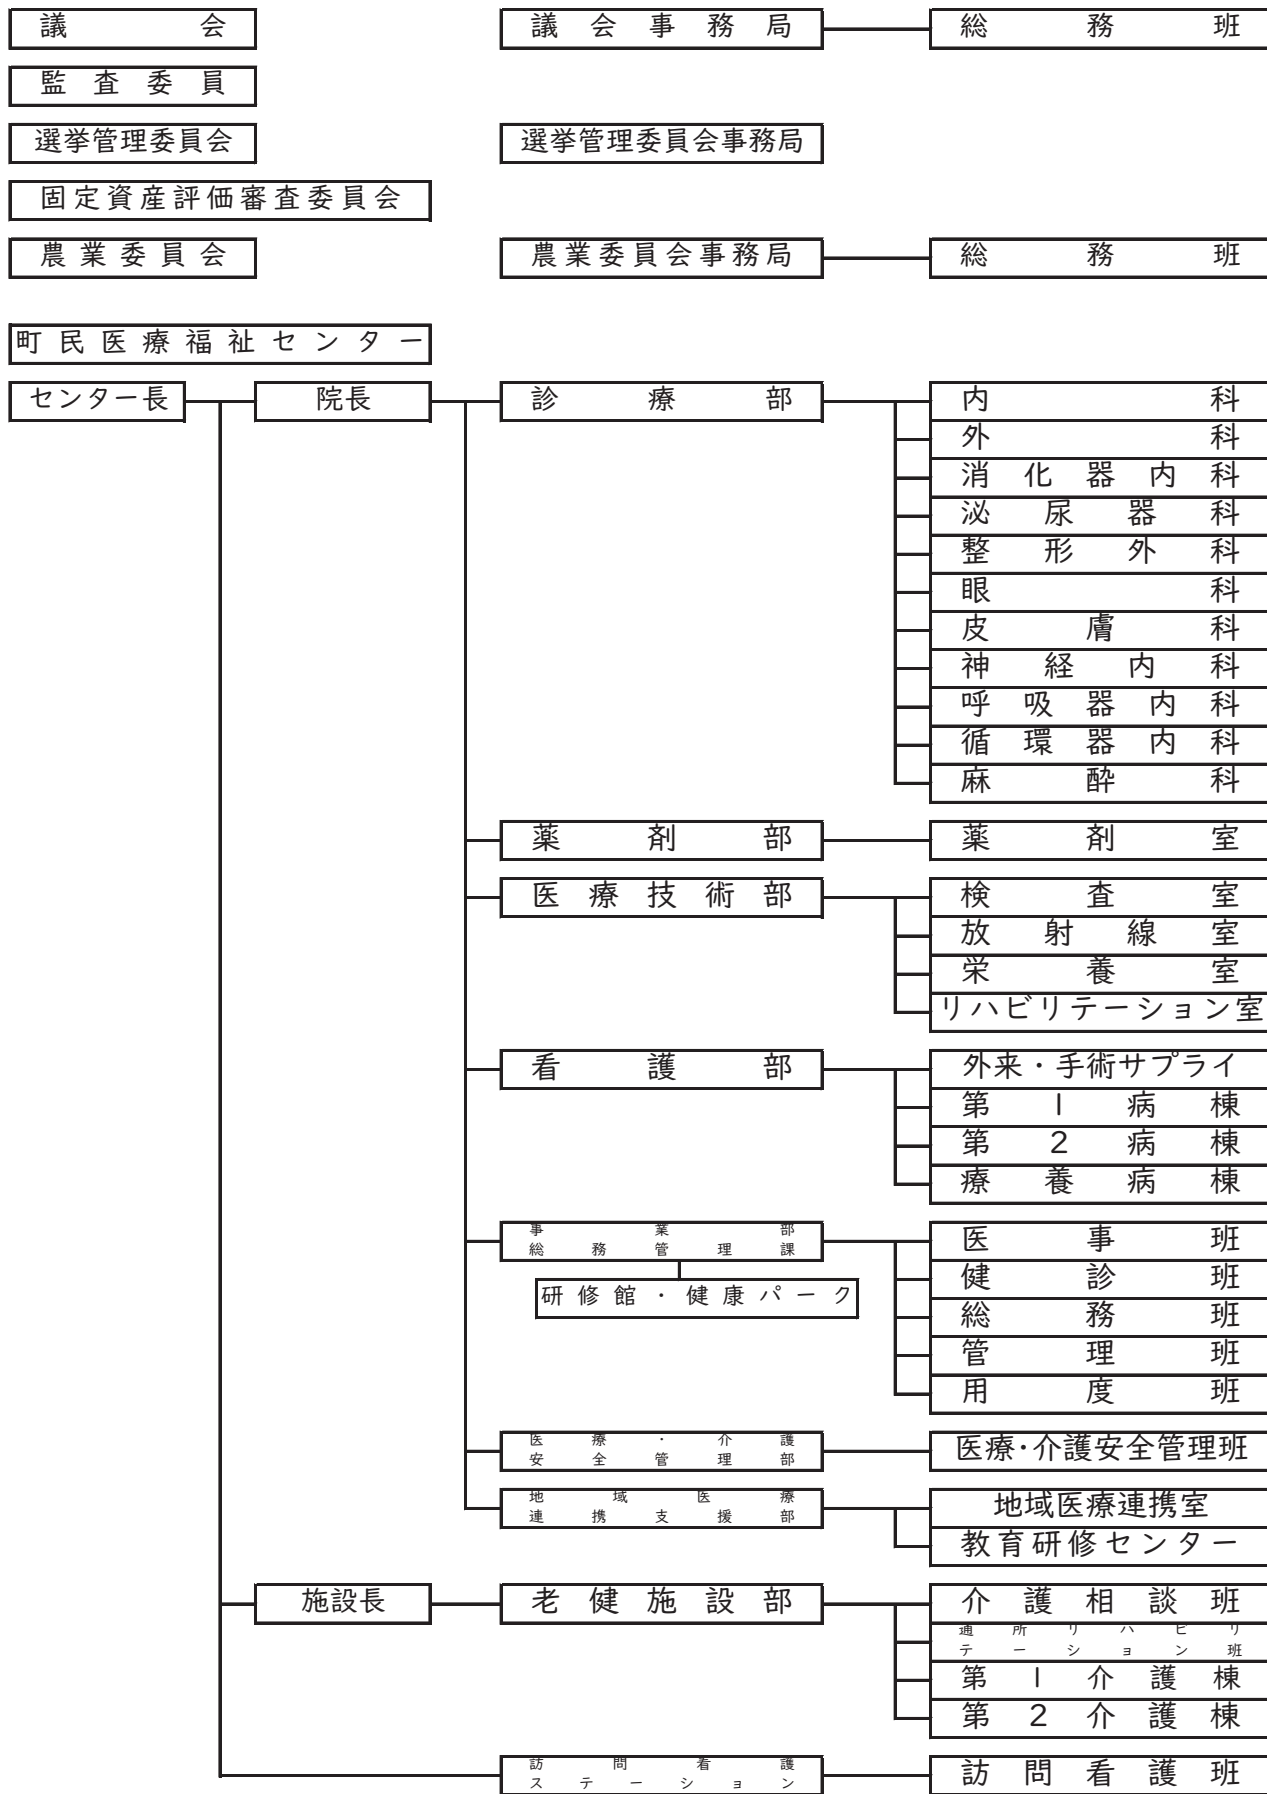 議会 議会事務局 総務班
監査委員
選挙管理委員会 選挙管理委員会事務局
固定資産評価審査委員会
農業委員会 農業委員会事務局 総務班
町民医療福祉センター
センター長 院長 診療部 内科
外科
消化器内科
泌尿器科
整形外科
眼科
皮膚科
神経内科
呼吸器内科
循環器内科
麻酔科
薬剤部 薬剤室
医療技術部 検査室
放射線室
栄養室
リハビリテーション室
看護部 外来・手術サプライ
第1病棟
第2病棟
療養病棟
事業部
総務管理課
医事班
研修館・健康パーク 健診班
総務班
管理班
用度班
医療・介護
安全管理部
医療・介護安全管理班
地域医療
連携支援部
地域医療連携室
教育研修センター
施設長 老健施設部 介護相談班
通所リハビリ
テーション班
第1介護棟
第2介護棟
訪問看護
ステーション
訪問看護班